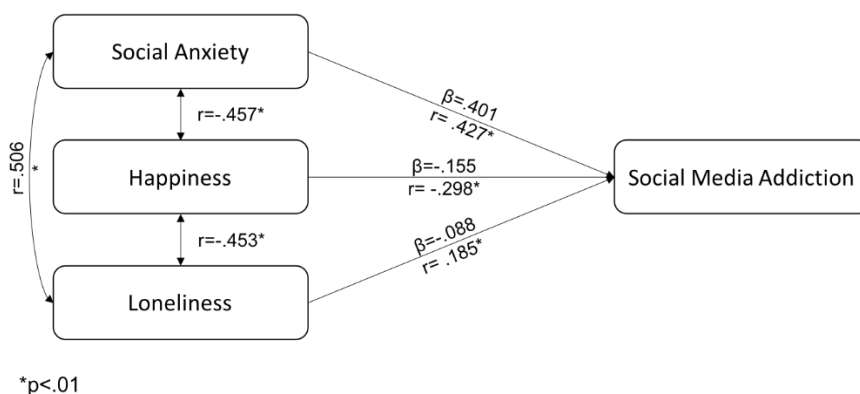 Social Anxiety
β=.401
r= .427*
r=-.457*
r=.506
*
Happiness
β=-.155
r= -.298*
Social Media Addiction
r=-.453*
β=-.088
r= .185*
Loneliness
*p<.01